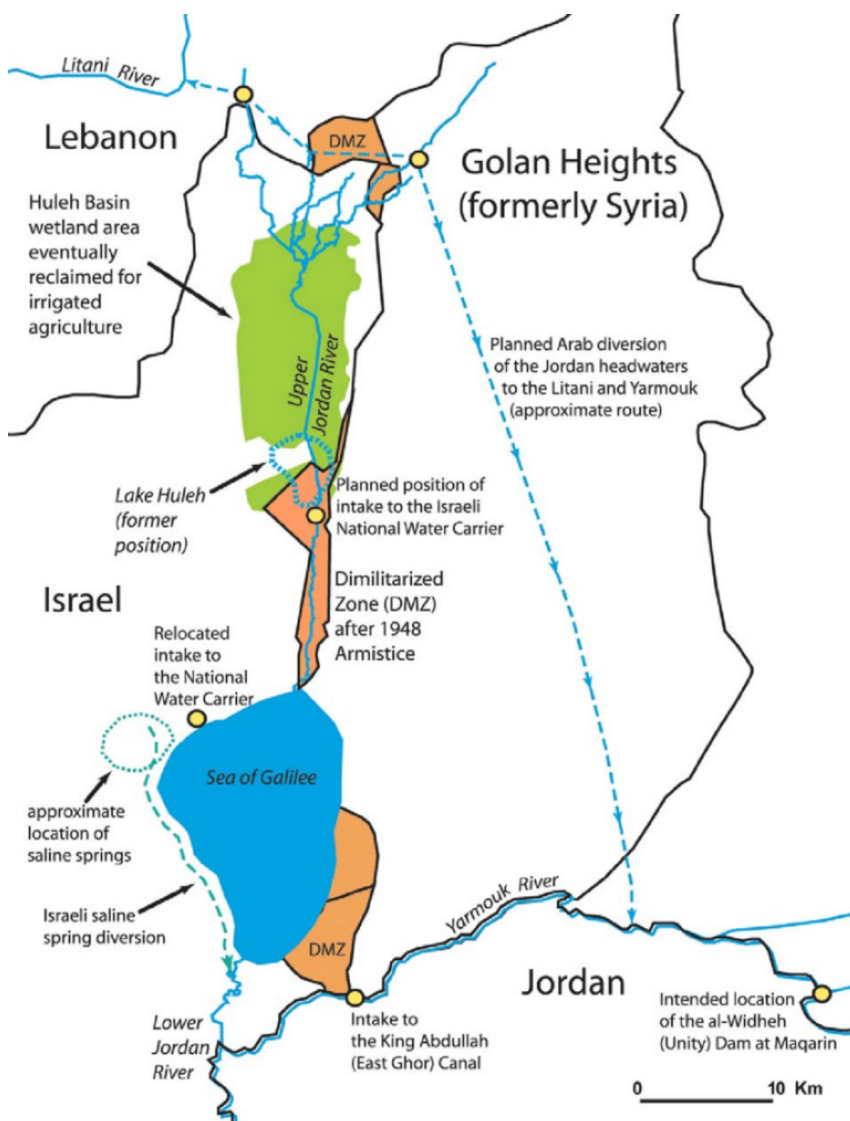 Litani River
Lebanon
DMZ
Golan Heights
(formerly Syria)
Huleh Basin
wetland area
eventually
reclaimed for
irrigated
agriculture
Upper
Jordan River
Planned Arab diversion
of the Jordan headwaters
to the Litani and Yarmouk
(approximate route)
Lake Huleh
(former
position)
Planned position of
intake to the Israeli
National Water Carrier
Israel
Dimilitarized
Zone (DMZ)
after 1948
Armistice
Relocated
intake to
the National
Water Carrier
Sea of Galilee
approximate
location of
saline springs
Israeli saline
spring diversion
DMZ
Yarmouk River
Jordan
Lower
Jordan
River
Intake to
the King Abdullah
(East Ghor) Canal
Intended location
of the al-Widheh
(Unity) Dam at Maqarin
0 10 Km